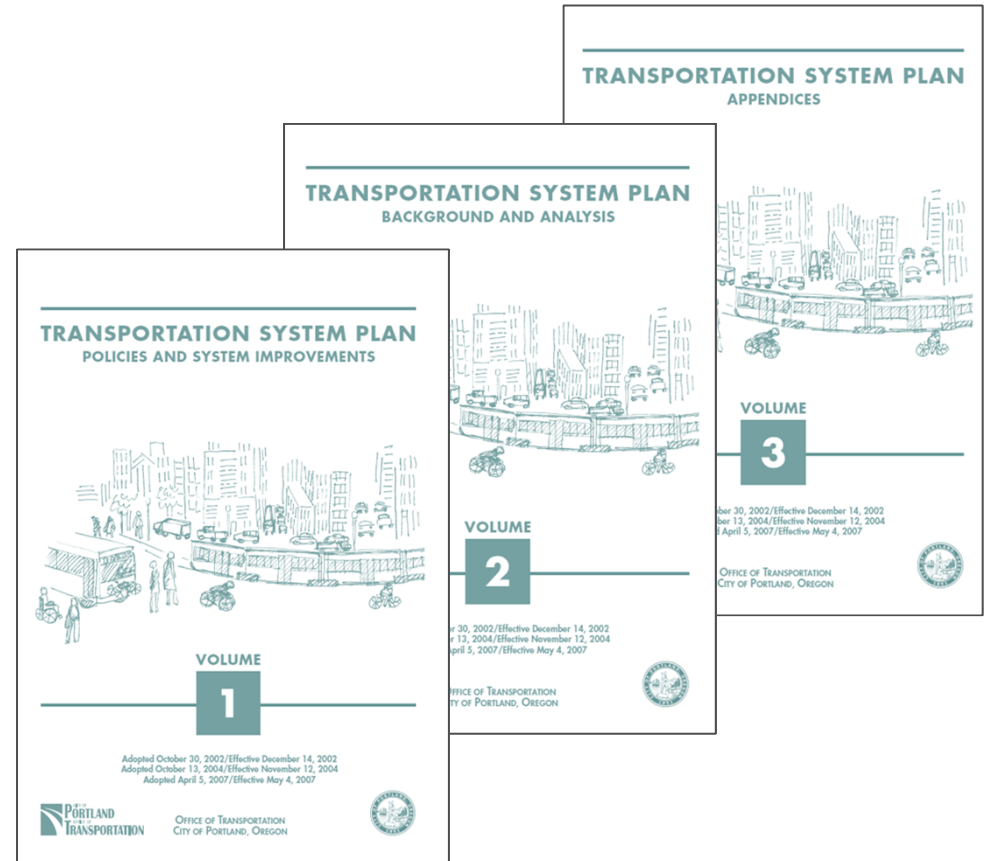 TRANSPORTATION SYSTEM PLAN
POLICIES AND SYSTEM IMPROVEMENTS
VOLUME
1
Adopted October 30, 2002/Effective December 14, 2002
Adopted October 13, 2004/Effective November 12, 2004
Adopted April 5, 2007/Effective May 4, 2007
PORTLAND
TRANSPORTATION
OFFICE OF TRANSPORTATION
CITY OF PORTLAND, OREGON
TRANSPORTATION SYSTEM PLAN
BACKGROUND AND ANALYSIS
VOLUME
2
30, 2002/Effective December 14, 2002
13, 2004/Effective November 12, 2004
April 5, 2007/Effective May 4, 2007
OFFICE OF TRANSPORTATION
OF PORTLAND, OREGON
TRANSPORTATION SYSTEM PLAN
APPENDICES
VOLUME
3
30, 2002/Effective December 14, 2002
13, 2004/Effective November 12, 2004
April 5, 2007/Effective May 4, 2007
OFFICE OF TRANSPORTATION
CITY OF PORTLAND, OREGON